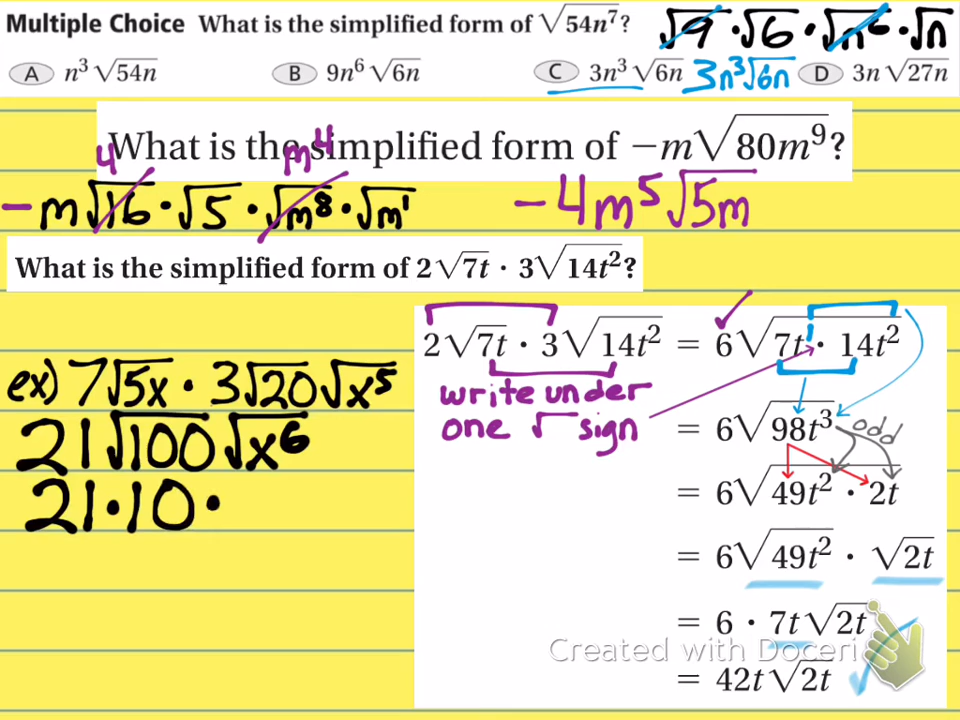 Multiple Choice What is the simplified form of √54n⁷?
√9 · √6 · √n⁶ · √n
A n³√54n B 9n⁶√6n C 3n³√6n 3n³√6n D 3n√27n
What is the simplified form of −m√80m⁹?
4 m⁴
−m√16 · √5 · √m⁸ · √m¹ −4m⁵√5m
What is the simplified form of 2√7t · 3√14t²?
2√7t · 3√14t² = 6√7t¹ · 14t²
write under
one √ sign
= 6√98t³ odd
= 6√49t² · 2t
= 6√49t² · √2t
= 6 · 7t√2t
= 42t√2t
ex) 7√5x · 3√20√x⁵
21√100√x⁶
21·10·
Created with Doceri